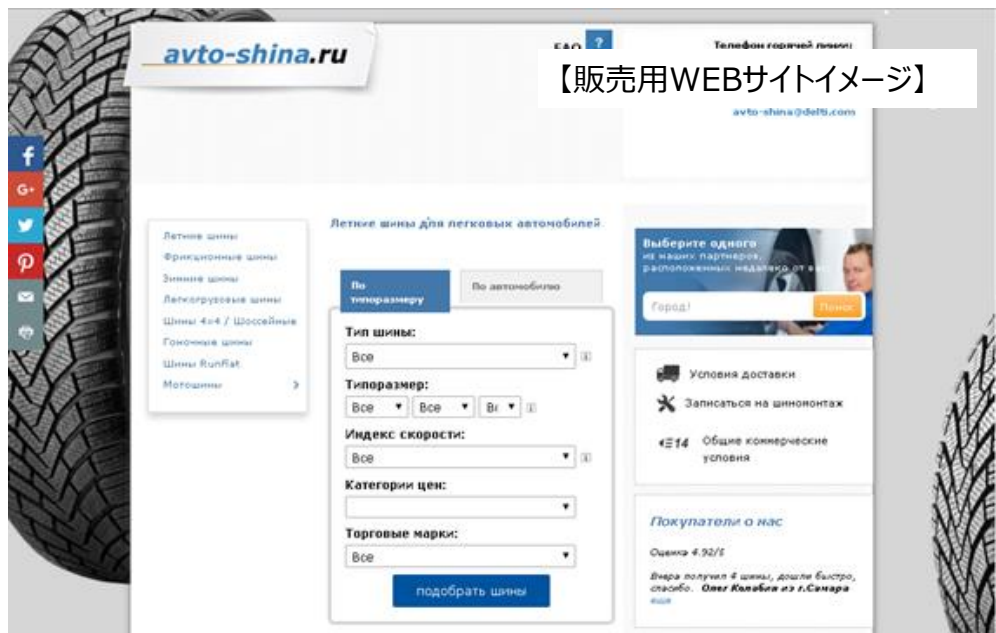 avto-shina.ru
FAQ ?
Телефон горячей линии:
【販売用WEBサイトイメージ】
avto-shina@delti.com
f
G+
Летние шины
Фрикционные шины
Зимние шины
Легкогрузовые шины
Шины 4x4 / Шоссейные
Гоночные шины
Шины RunFlat
Мотошины
Летние шины для легковых автомобилей.
По
типоразмеру
По автомобилю
Тип шины:
Все
Типоразмер:
Все Все Вс
Индекс скорости:
Все
Категории цен:
Торговые марки:
Все
подобрать шины
Выберите одного
из наших партнеров,
расположенных недалеко от вас
Город!
Поиск
Условия доставки
Записаться на шиномонтаж
Общие коммерческие
условия
Покупатели о нас
Оценка 4.92/5
Вчера получил 4 шины, дошли быстро,
спасибо. Олег Колабин из г.Самара
еще